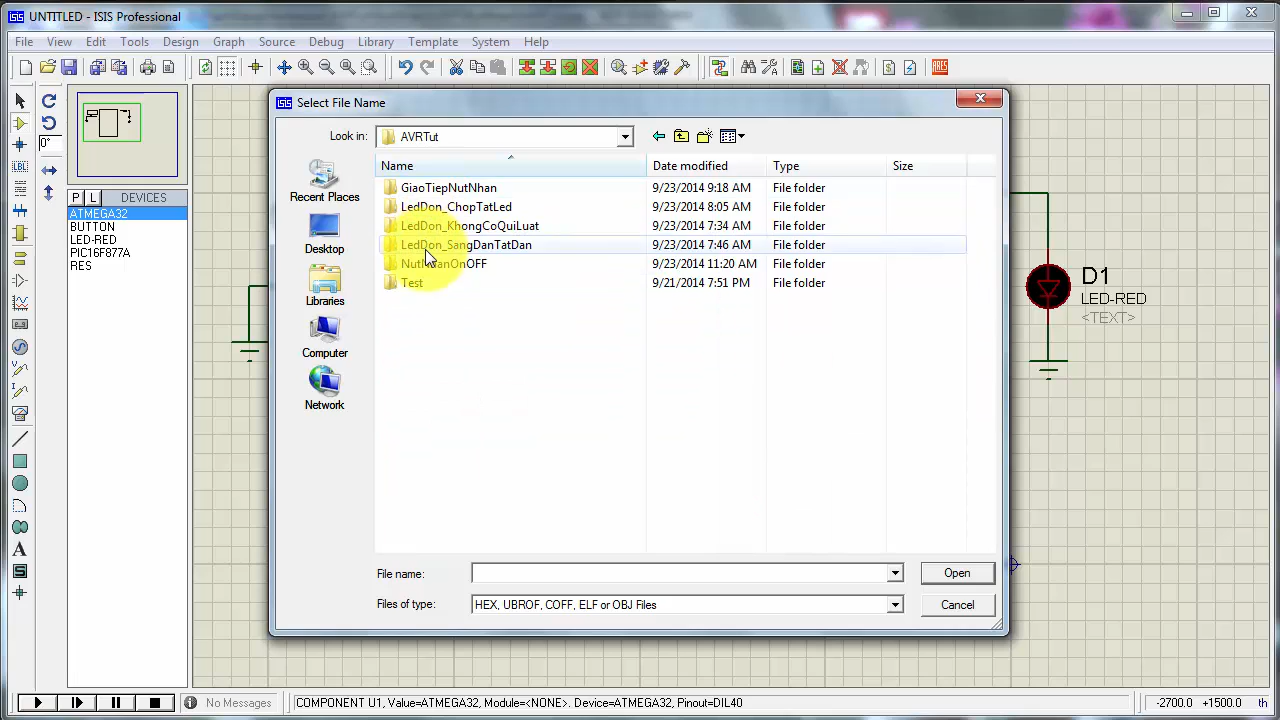 UNTITLED - ISIS Professional
File View Edit Tools Design Graph Source Debug Library Template System Help
Select File Name
Look in: AVRTut
Name Date modified Type Size
GiaoTiepNutNhan 9/23/2014 9:18 AM File folder
LedDon_ChopTatLed 9/23/2014 8:05 AM File folder
LedDon_KhongCoQuiLuat 9/23/2014 7:34 AM File folder
LedDon_SangDanTatDan 9/23/2014 7:46 AM File folder
NutNhanOnOFF 9/23/2014 11:20 AM File folder
Test 9/21/2014 7:51 PM File folder
Recent Places
Desktop
Libraries
Computer
Network
File name:
Open
Files of type: HEX, UBROF, COFF, ELF or OBJ Files
Cancel
0°
LBL
P L DEVICES
ATMEGA32
BUTTON
LED-RED
PIC16F877A
RES
D1
LED-RED
<TEXT>
ARES
A
S
No Messages
COMPONENT U1, Value=ATMEGA32, Module=<NONE>, Device=ATMEGA32, Pinout=DIL40
-2700.0 +1500.0 th